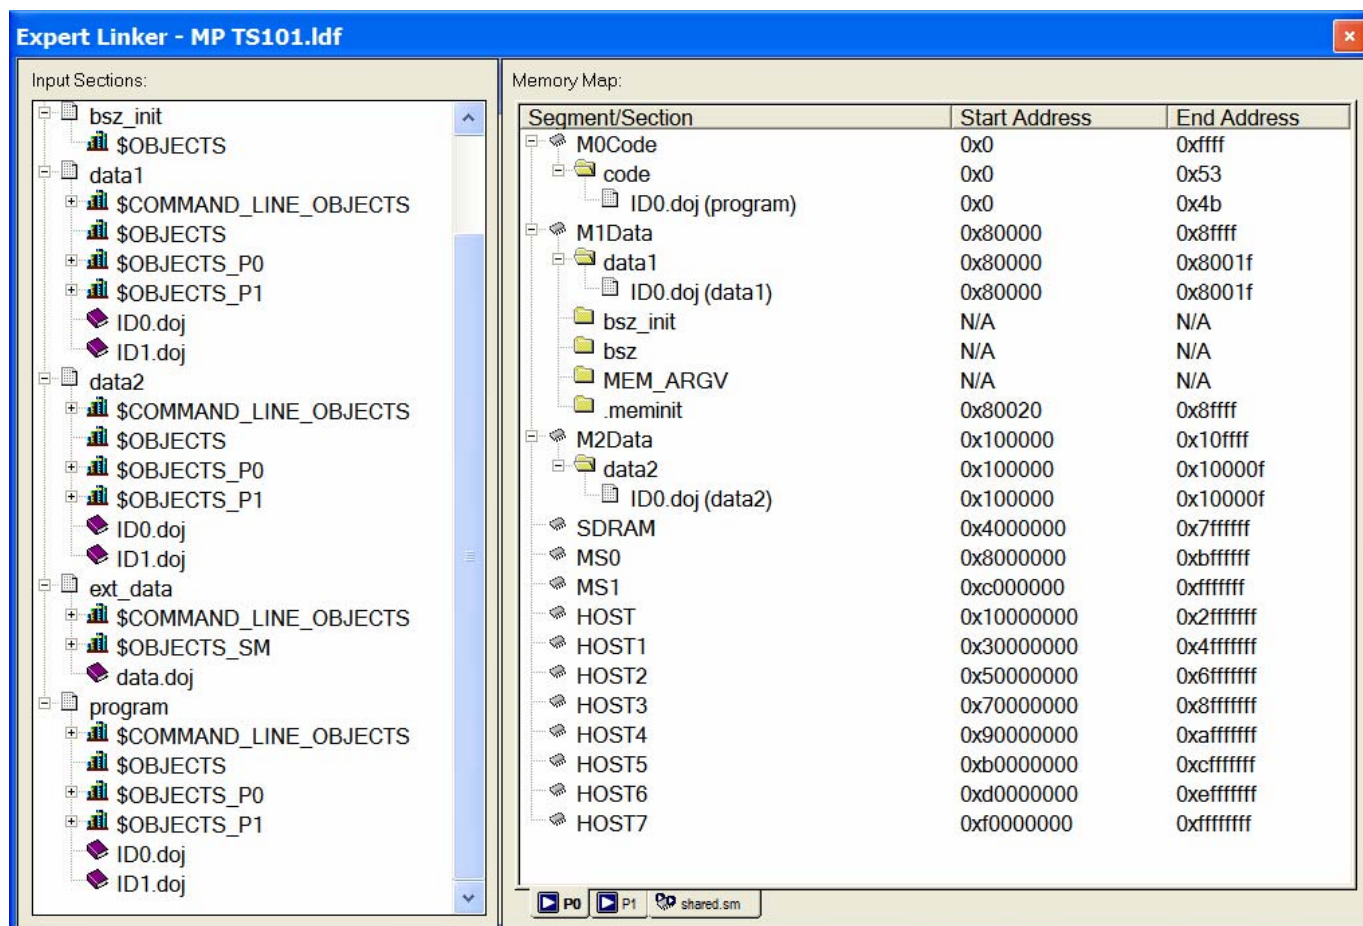 Expert Linker - MP TS101.ldf
Input Sections:
bsz_init
$OBJECTS
data1
$COMMAND_LINE_OBJECTS
$OBJECTS
$OBJECTS_P0
$OBJECTS_P1
ID0.doj
ID1.doj
data2
$COMMAND_LINE_OBJECTS
$OBJECTS
$OBJECTS_P0
$OBJECTS_P1
ID0.doj
ID1.doj
ext_data
$COMMAND_LINE_OBJECTS
$OBJECTS_SM
data.doj
program
$COMMAND_LINE_OBJECTS
$OBJECTS
$OBJECTS_P0
$OBJECTS_P1
ID0.doj
ID1.doj
Memory Map:
Segment/Section Start Address End Address
M0Code 0x0 0xffff
code 0x0 0x53
ID0.doj (program) 0x0 0x4b
M1Data 0x80000 0x8ffff
data1 0x80000 0x8001f
ID0.doj (data1) 0x80000 0x8001f
bsz_init N/A N/A
bsz N/A N/A
MEM_ARGV N/A N/A
.meminit 0x80020 0x8ffff
M2Data 0x100000 0x10ffff
data2 0x100000 0x10000f
ID0.doj (data2) 0x100000 0x10000f
SDRAM 0x4000000 0x7ffffff
MS0 0x8000000 0xbffffff
MS1 0xc000000 0xfffffff
HOST 0x10000000 0x2fffffff
HOST1 0x30000000 0x4fffffff
HOST2 0x50000000 0x6fffffff
HOST3 0x70000000 0x8fffffff
HOST4 0x90000000 0xafffffff
HOST5 0xb0000000 0xcfffffff
HOST6 0xd0000000 0xefffffff
HOST7 0xf0000000 0xffffffff
P0 P1 shared.sm